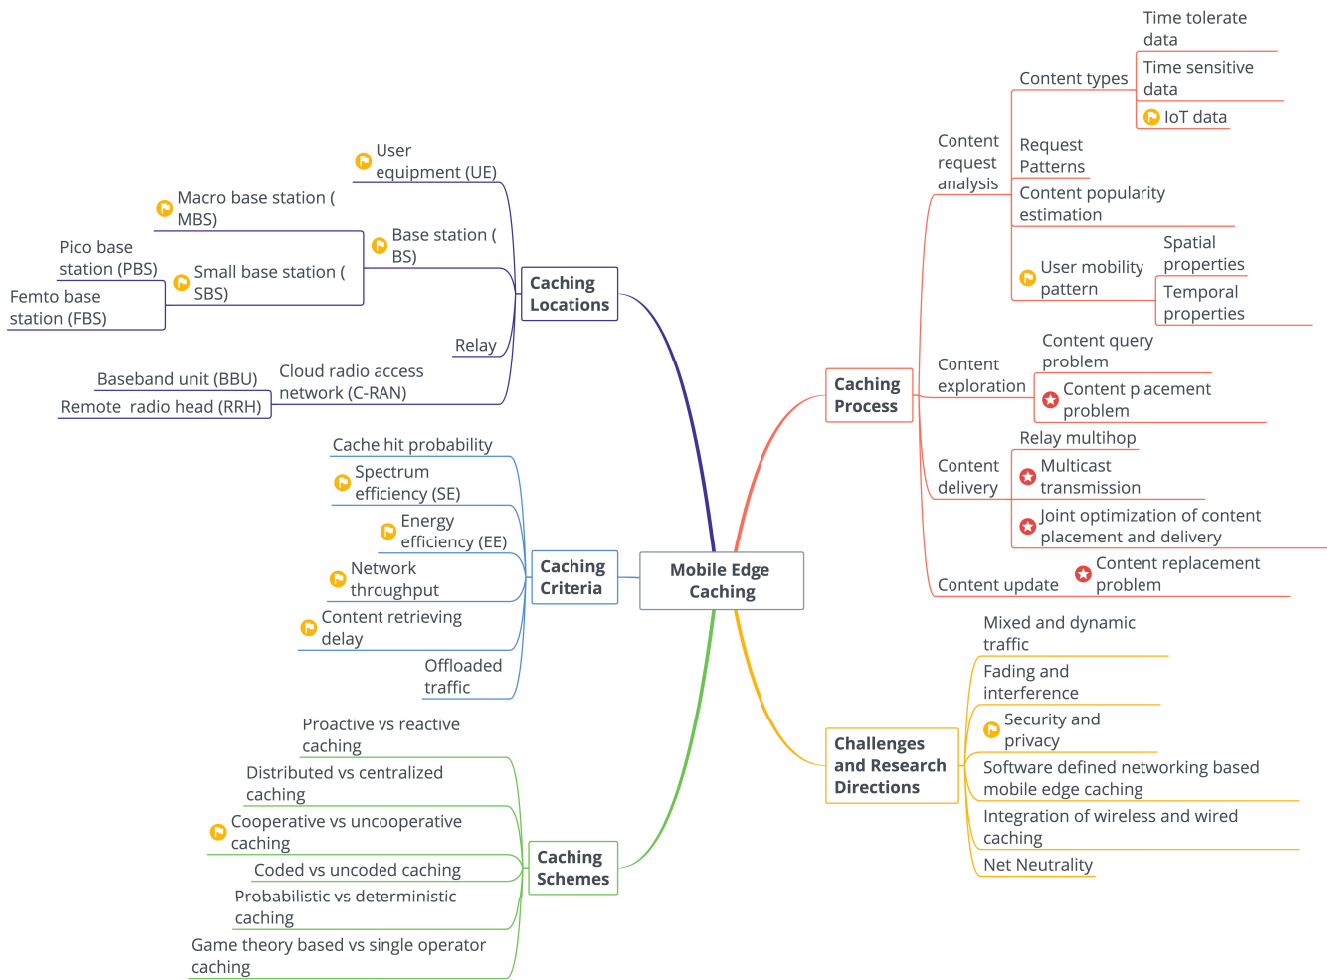 Mobile Edge
Caching
Caching
Locations
User
equipment (UE)
Base station (
BS)
Macro base station (
MBS)
Small base station (
SBS)
Pico base
station (PBS)
Femto base
station (FBS)
Relay
Cloud radio access
network (C-RAN)
Baseband unit (BBU)
Remote radio head (RRH)
Caching
Criteria
Cache hit probability
Spectrum
efficiency (SE)
Energy
efficiency (EE)
Network
throughput
Content retrieving
delay
Offloaded
traffic
Caching
Schemes
Proactive vs reactive
caching
Distributed vs centralized
caching
Cooperative vs uncooperative
caching
Coded vs uncoded caching
Probabilistic vs deterministic
caching
Game theory based vs single operator
caching
Caching
Process
Content
request
analysis
Content types
Time tolerate
data
Time sensitive
data
IoT data
Request
Patterns
Content popularity
estimation
User mobility
pattern
Spatial
properties
Temporal
properties
Content
exploration
Content query
problem
Content placement
problem
Content
delivery
Relay multihop
Multicast
transmission
Joint optimization of content
placement and delivery
Content update
Content replacement
problem
Challenges
and Research
Directions
Mixed and dynamic
traffic
Fading and
interference
Security and
privacy
Software defined networking based
mobile edge caching
Integration of wireless and wired
caching
Net Neutrality